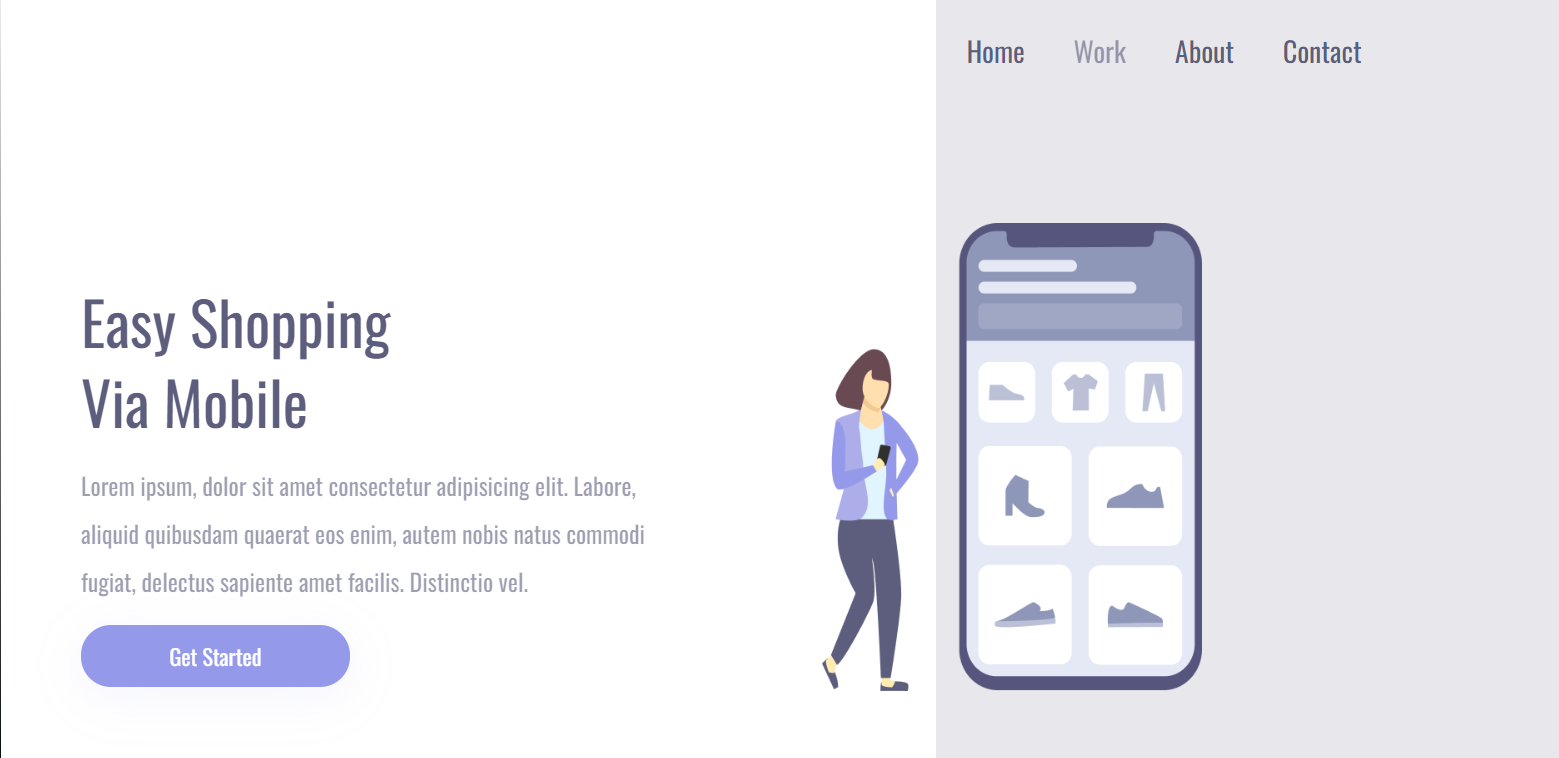 Home Work About Contact
Easy Shopping
Via Mobile
Lorem ipsum, dolor sit amet consectetur adipisicing elit. Labore,
aliquid quibusdam quaerat eos enim, autem nobis natus commodi
fugiat, delectus sapiente amet facilis. Distinctio vel.
Get Started